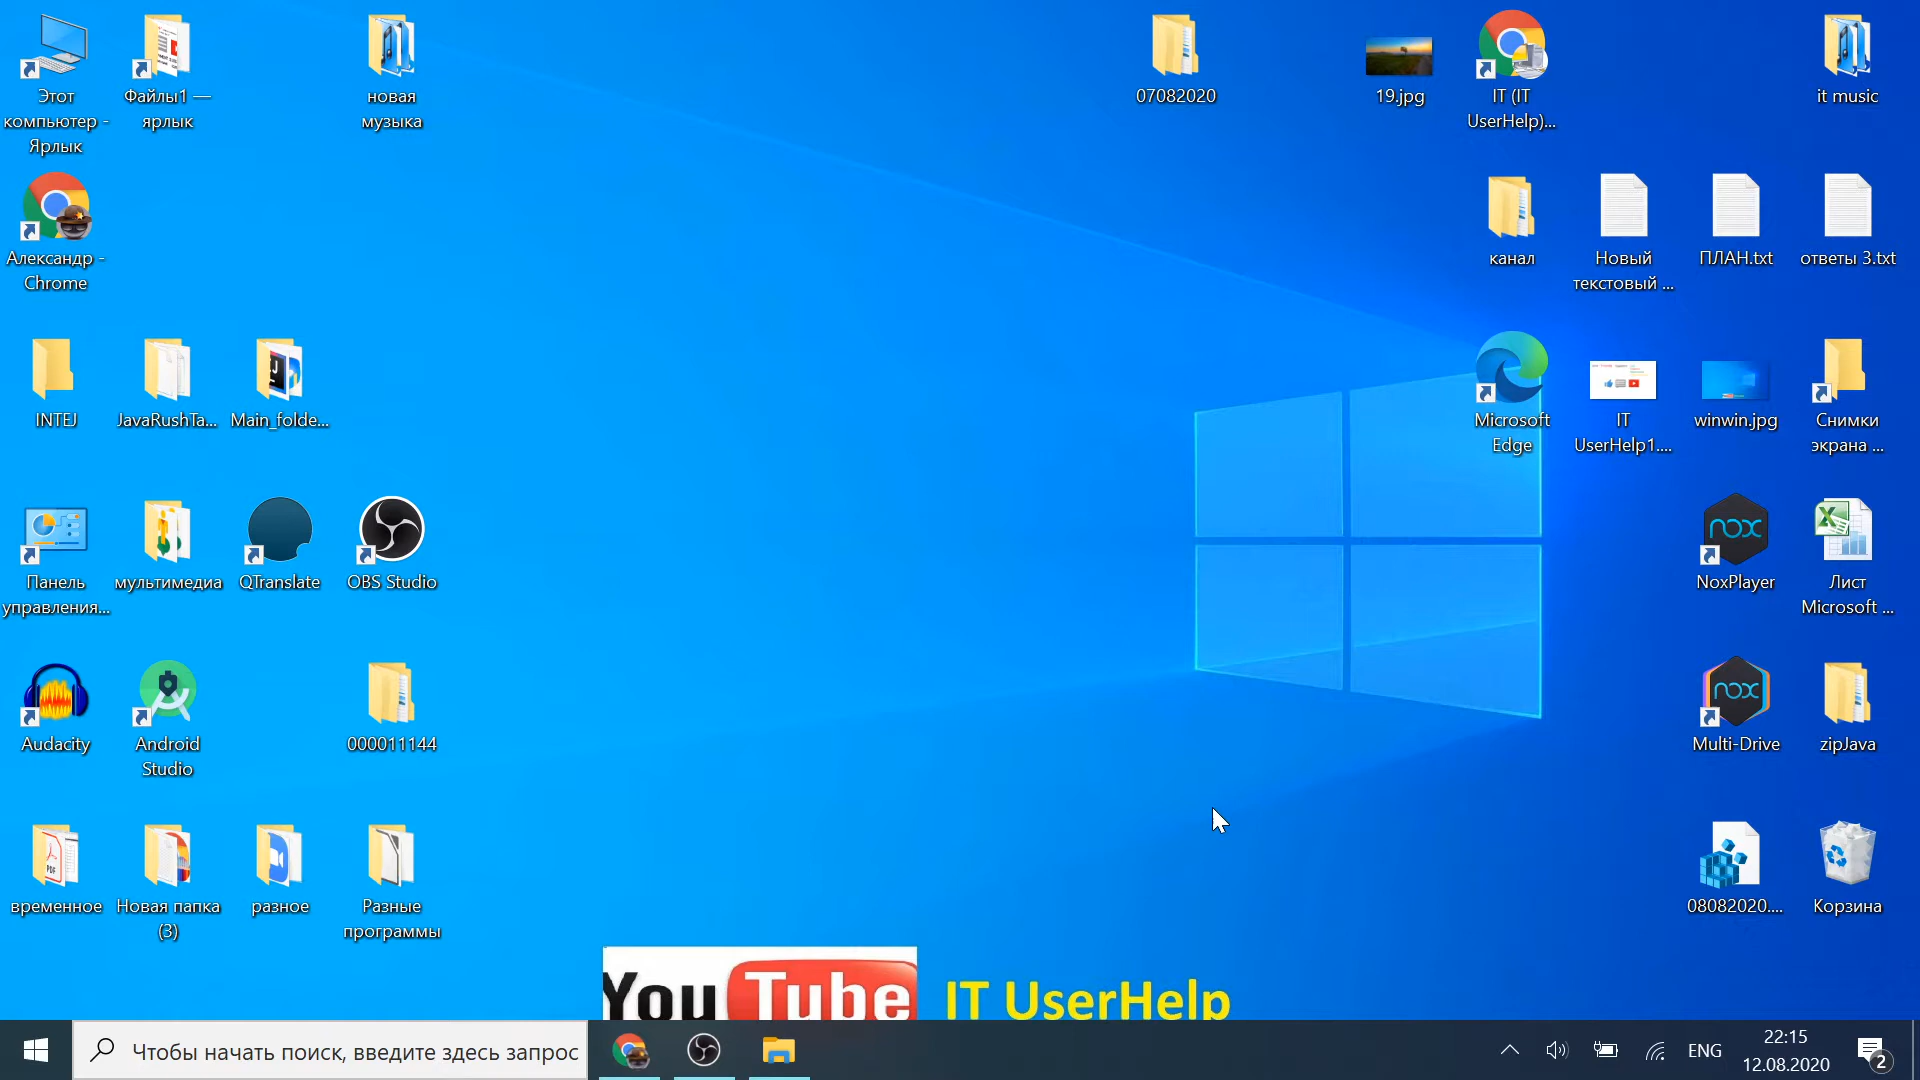 Этот
компьютер -
Ярлык
Файлы1 —
ярлык
новая
музыка
07082020
19.jpg
IT (IT
UserHelp)...
it music
Александр -
Chrome
канал
Новый
текстовый ...
ПЛАН.txt
ответы 3.txt
INTEJ
JavaRushTa...
Main_folde...
Microsoft
Edge
IT
UserHelp1....
winwin.jpg
Снимки
экрана ...
Панель
управления...
мультимедиа
QTranslate
OBS Studio
nox
NoxPlayer
Лист
Microsoft ...
Audacity
Android
Studio
000011144
nox
Multi-Drive
zipJava
PDF
временное
Новая папка
(3)
разное
Разные
программы
08082020....
Корзина
YouTube
IT UserHelp
Чтобы начать поиск, введите здесь запрос
ENG
22:15
12.08.2020
2